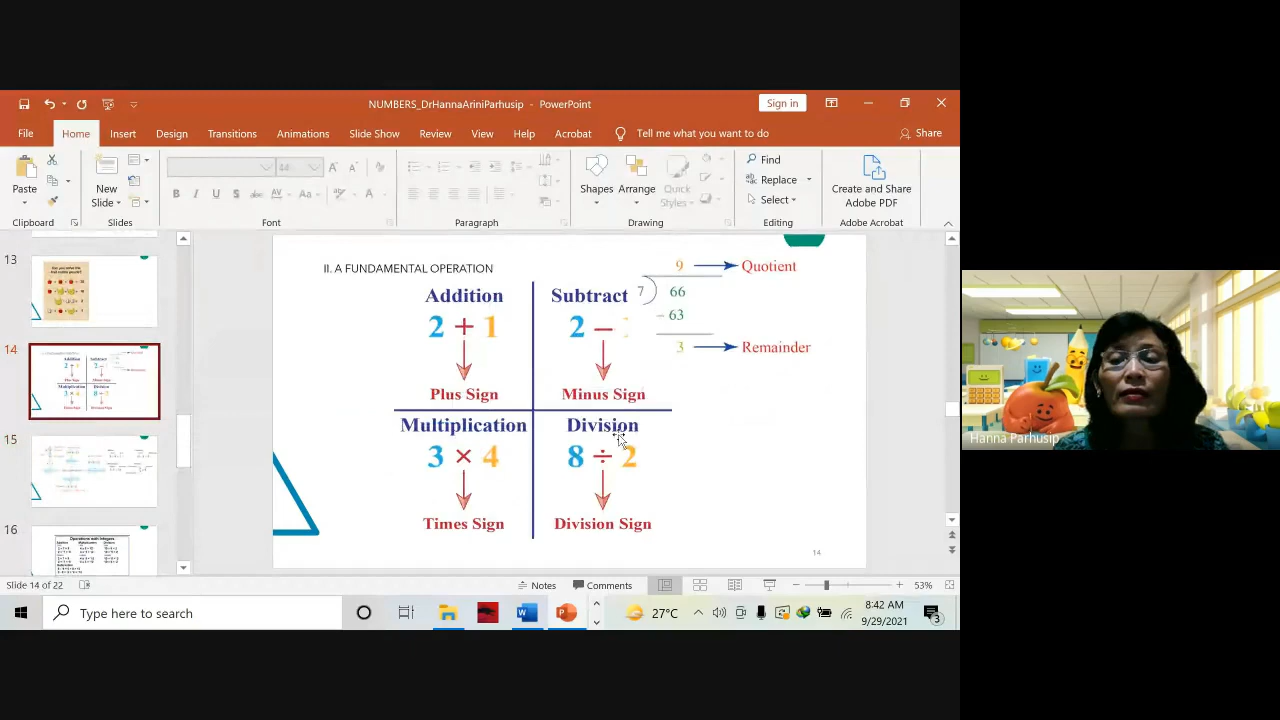 NUMBERS_DrHannaAriniParhusip - PowerPoint
Sign in
File Home Insert Design Transitions Animations Slide Show Review View Help Acrobat Tell me what you want to do Share
Paste
New Slide
44
Shapes
Arrange
Quick Styles
Find
Replace
Select
Create and Share Adobe PDF
Clipboard Slides Font Paragraph Drawing Editing Adobe Acrobat
13
14
15
16
Operations with Integers
II. A FUNDAMENTAL OPERATION
Addition
2 + 1
Plus Sign
Subtract
2 –
Minus Sign
9 Quotient
7 66
– 63
3 Remainder
Multiplication
3 × 4
Times Sign
Division
8 ÷ 2
Division Sign
14
Hanna Parhusip
Slide 14 of 22
Notes Comments 53%
Type here to search
27°C
8:42 AM
9/29/2021
3